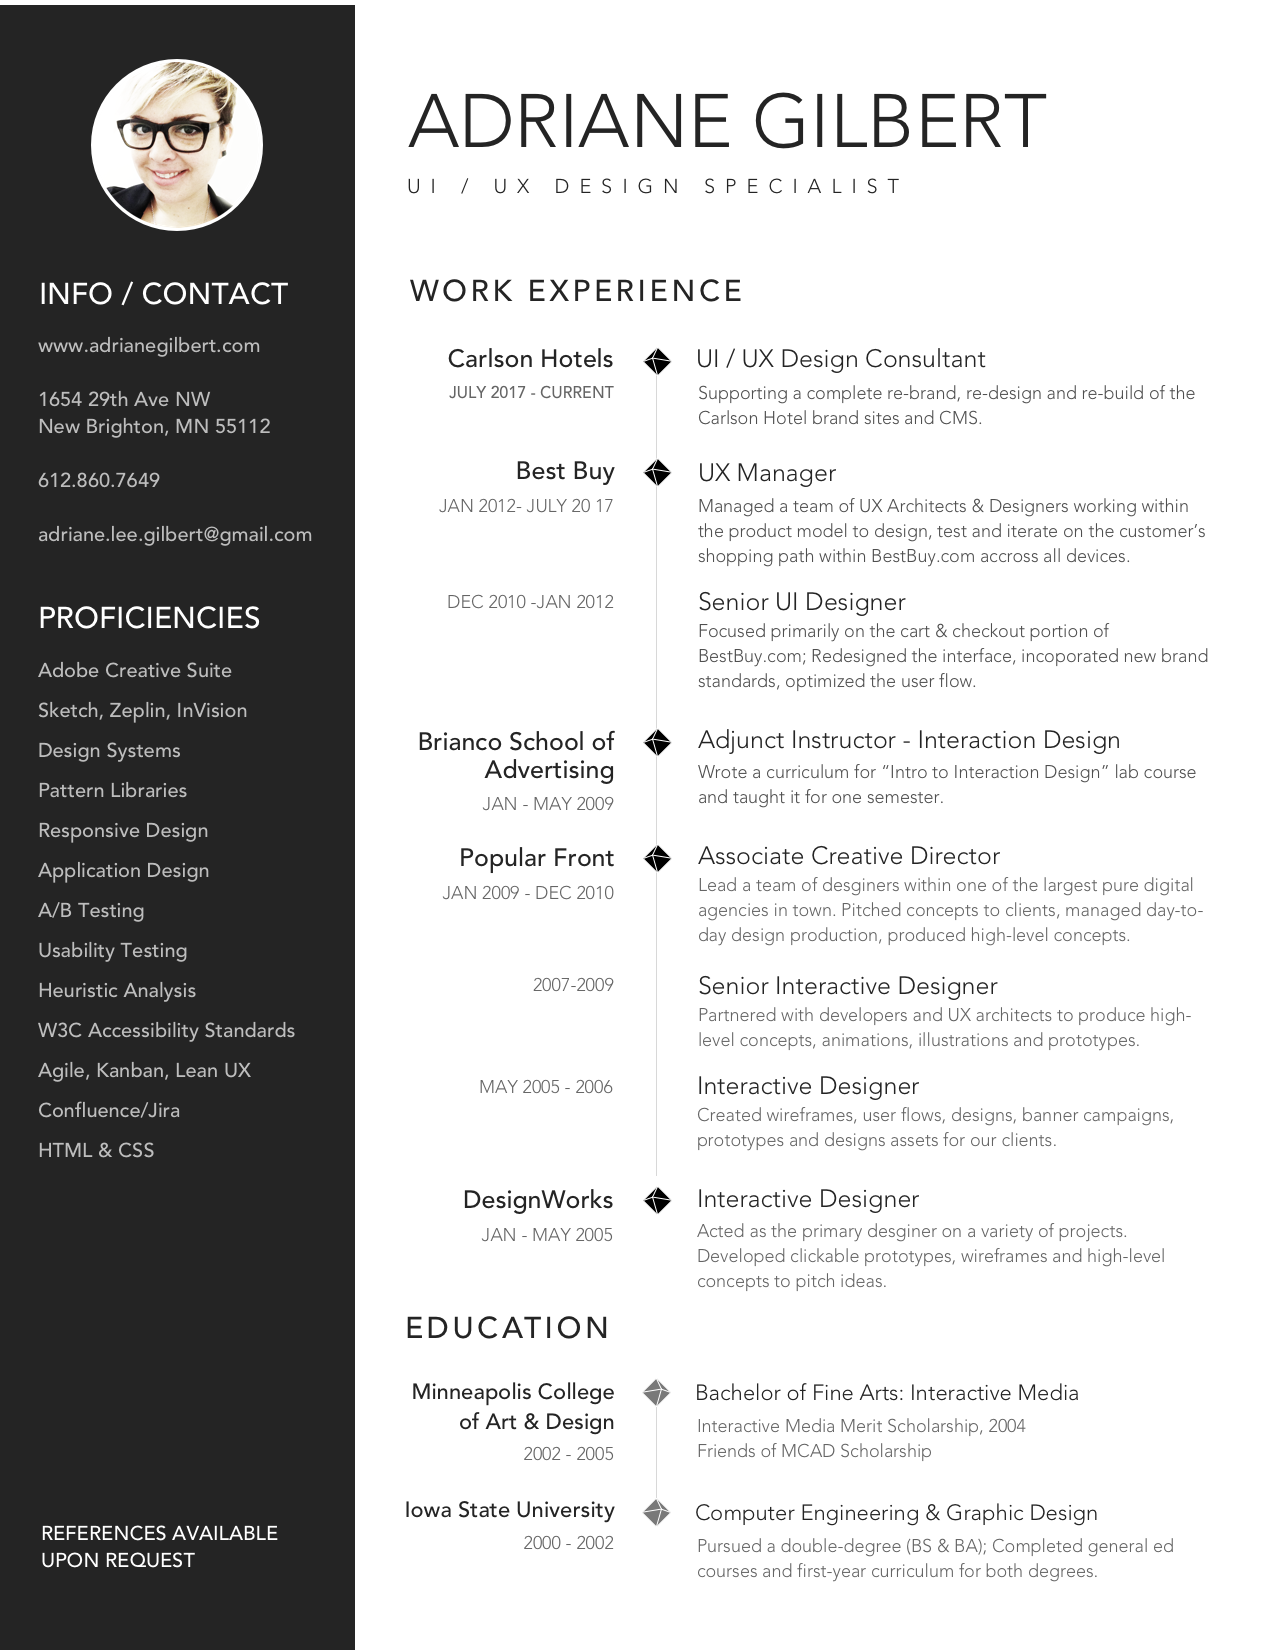 ADRIANE GILBERT
UI / UX DESIGN SPECIALIST
INFO / CONTACT
www.adrianegilbert.com
1654 29th Ave NW
New Brighton, MN 55112
612.860.7649
adriane.lee.gilbert@gmail.com
PROFICIENCIES
Adobe Creative Suite
Sketch, Zeplin, InVision
Design Systems
Pattern Libraries
Responsive Design
Application Design
A/B Testing
Usability Testing
Heuristic Analysis
W3C Accessibility Standards
Agile, Kanban, Lean UX
Confluence/Jira
HTML & CSS
REFERENCES AVAILABLE
UPON REQUEST
WORK EXPERIENCE
Carlson Hotels
JULY 2017 - CURRENT
UI / UX Design Consultant
Supporting a complete re-brand, re-design and re-build of the
Carlson Hotel brand sites and CMS.
Best Buy
JAN 2012- JULY 20 17
UX Manager
Managed a team of UX Architects & Designers working within
the product model to design, test and iterate on the customer’s
shopping path within BestBuy.com accross all devices.
DEC 2010 -JAN 2012
Senior UI Designer
Focused primarily on the cart & checkout portion of
BestBuy.com; Redesigned the interface, incoporated new brand
standards, optimized the user flow.
Brianco School of
Advertising
JAN - MAY 2009
Adjunct Instructor - Interaction Design
Wrote a curriculum for “Intro to Interaction Design” lab course
and taught it for one semester.
Popular Front
JAN 2009 - DEC 2010
Associate Creative Director
Lead a team of desginers within one of the largest pure digital
agencies in town. Pitched concepts to clients, managed day-to-
day design production, produced high-level concepts.
2007-2009
Senior Interactive Designer
Partnered with developers and UX architects to produce high-
level concepts, animations, illustrations and prototypes.
MAY 2005 - 2006
Interactive Designer
Created wireframes, user flows, designs, banner campaigns,
prototypes and designs assets for our clients.
DesignWorks
JAN - MAY 2005
Interactive Designer
Acted as the primary desginer on a variety of projects.
Developed clickable prototypes, wireframes and high-level
concepts to pitch ideas.
EDUCATION
Minneapolis College
of Art & Design
2002 - 2005
Bachelor of Fine Arts: Interactive Media
Interactive Media Merit Scholarship, 2004
Friends of MCAD Scholarship
Iowa State University
2000 - 2002
Computer Engineering & Graphic Design
Pursued a double-degree (BS & BA); Completed general ed
courses and first-year curriculum for both degrees.